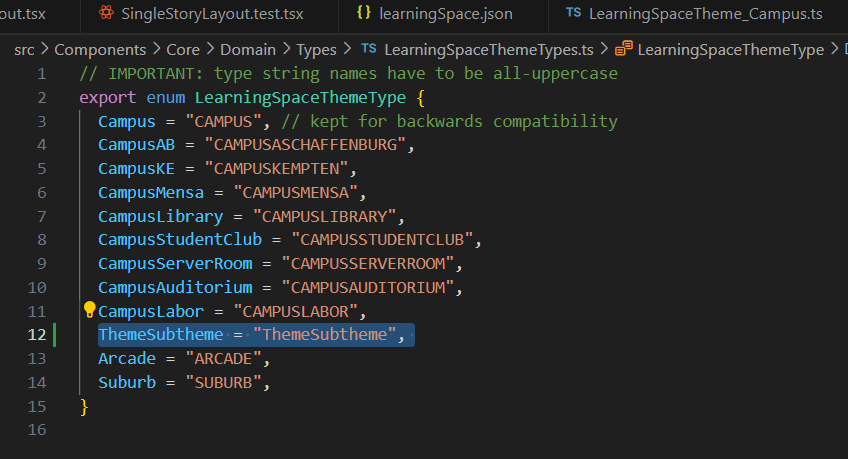 out.tsx SingleStoryLayout.test.tsx {} learningSpace.json TS LearningSpaceTheme_Campus.ts
src > Components > Core > Domain > Types > TS LearningSpaceThemeTypes.ts > LearningSpaceThemeType >
1 // IMPORTANT: type string names have to be all-uppercase
2 export enum LearningSpaceThemeType {
3 Campus = "CAMPUS", // kept for backwards compatibility
4 CampusAB = "CAMPUSASCHAFFENBURG",
5 CampusKE = "CAMPUSKEMPTEN",
6 CampusMensa = "CAMPUSMENSA",
7 CampusLibrary = "CAMPUSLIBRARY",
8 CampusStudentClub = "CAMPUSSTUDENTCLUB",
9 CampusServerRoom = "CAMPUSSERVERROOM",
10 CampusAuditorium = "CAMPUSAUDITORIUM",
11 CampusLabor = "CAMPUSLABOR",
12 ThemeSubtheme = "ThemeSubtheme",
13 Arcade = "ARCADE",
14 Suburb = "SUBURB",
15 }
16